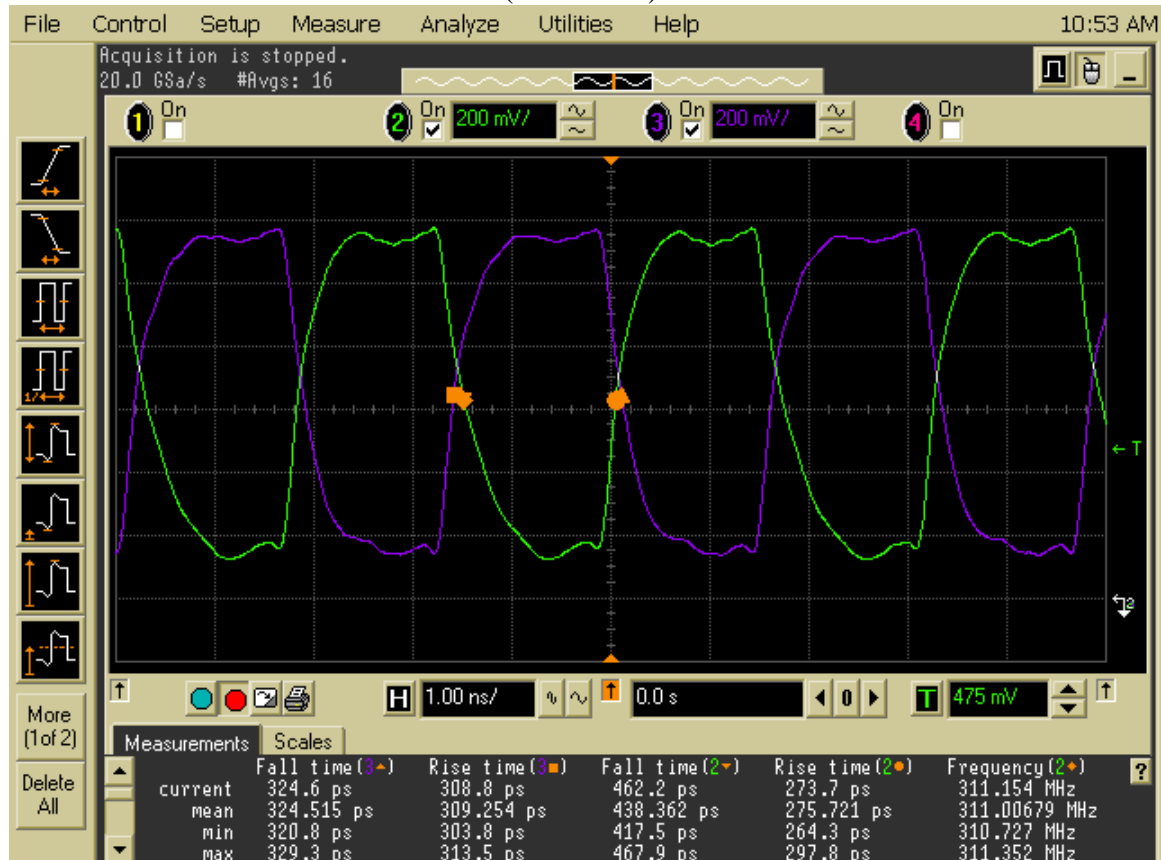 File Control Setup Measure Analyze Utilities Help 10:53 AM
Acquisition is stopped.
20.0 GSa/s #Avgs: 16
1 On 2 On 200 mV/ 3 On 200 mV/ 4 On
1/
T
2
H 1.00 ns/ 0.0 s 0 T 475 mV
More
(1of 2)
Delete
All
Measurements Scales
Fall time(3) Rise time(3) Fall time(2) Rise time(2) Frequency(2) ?
current 324.6 ps 308.8 ps 462.2 ps 273.7 ps 311.154 MHz
mean 324.515 ps 309.254 ps 438.362 ps 275.721 ps 311.00679 MHz
min 320.8 ps 303.8 ps 417.5 ps 264.3 ps 310.727 MHz
max 329.3 ps 313.5 ps 467.9 ps 297.8 ps 311.352 MHz